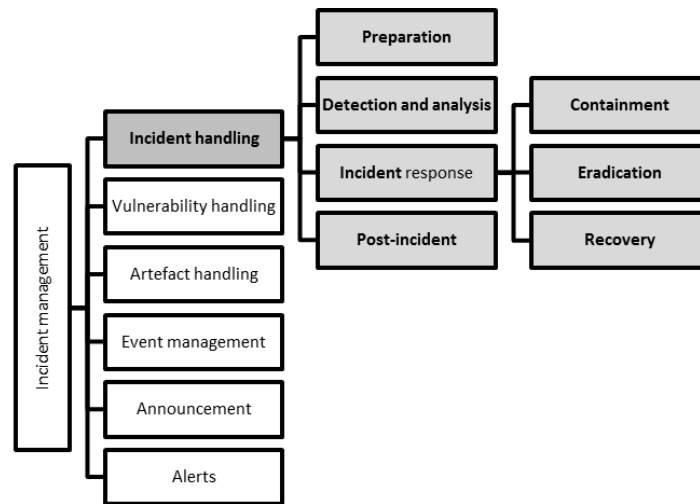 Preparation
Detection and analysis
Containment
Incident handling
Incident response
Eradication
Vulnerability handling
Post-incident
Recovery
Artefact handling
Incident management
Event management
Announcement
Alerts